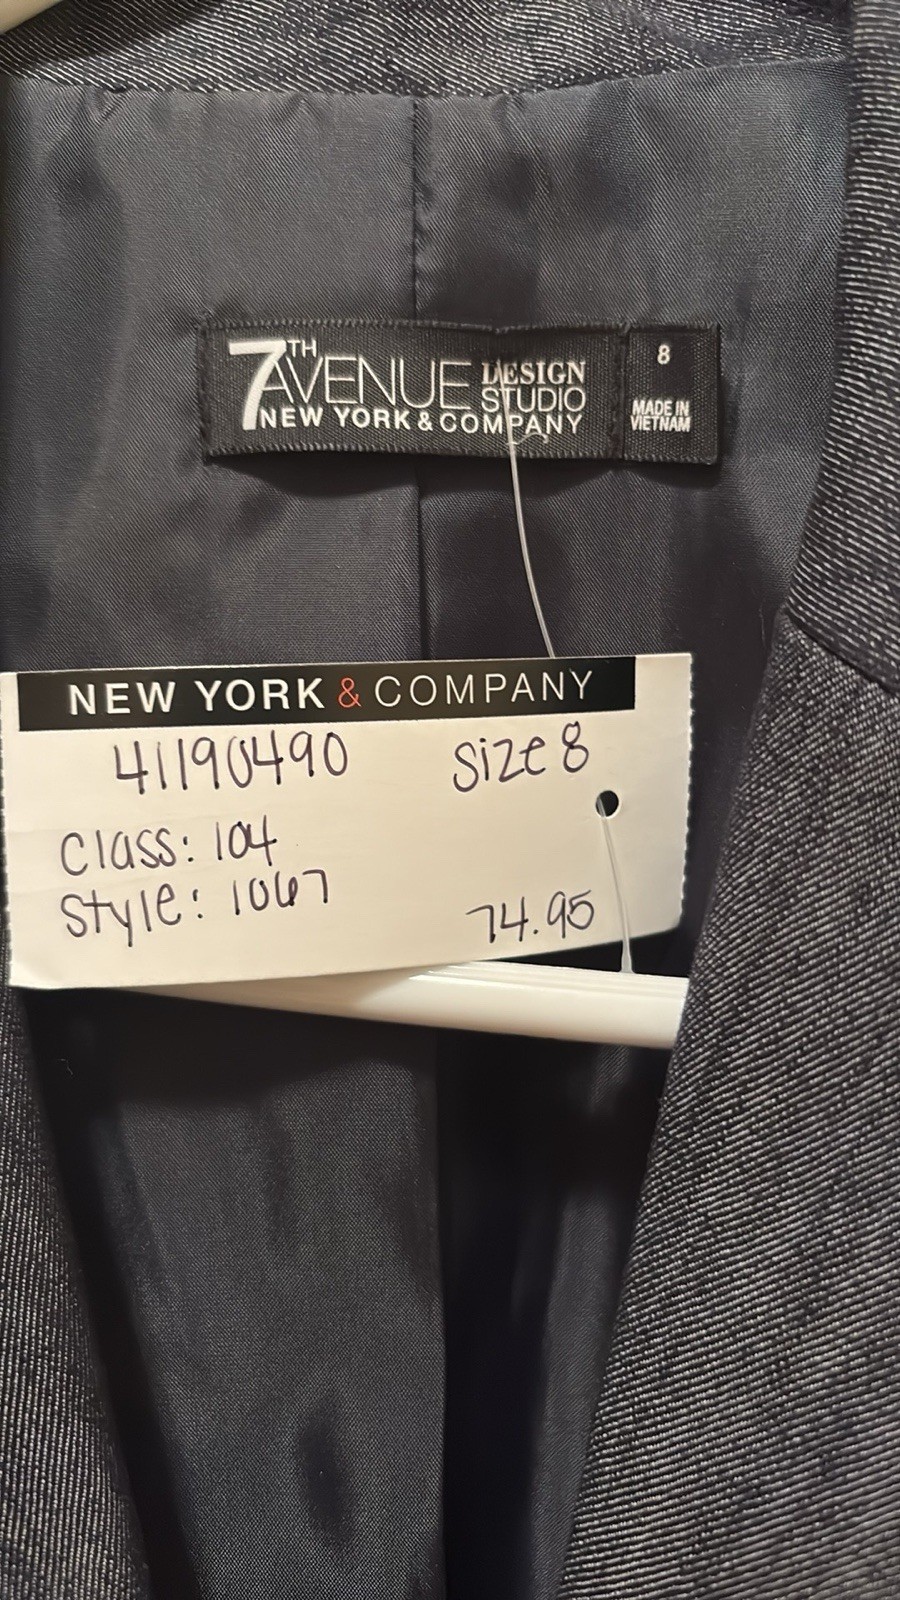 7TH AVENUE DESIGN STUDIO
NEW YORK & COMPANY
8
MADE IN
VIETNAM
NEW YORK & COMPANY
41190490 size 8
Class: 104
Style: 1067
74.95